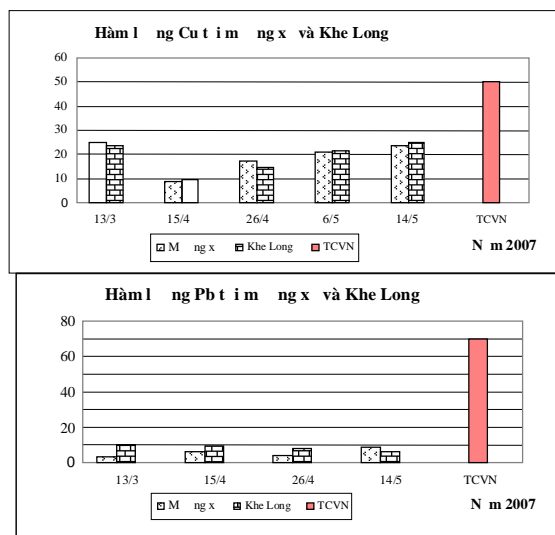 Hàm l ng Cu t i m ng x và Khe Long
60
50
40
30
20
10
0
13/3 15/4 26/4 6/5 14/5 TCVN
M ng x Khe Long TCVN
N m 2007
Hàm l ng Pb t i m ng x và Khe Long
80
60
40
20
0
13/3 15/4 26/4 14/5 TCVN
M ng x Khe Long TCVN
N m 2007